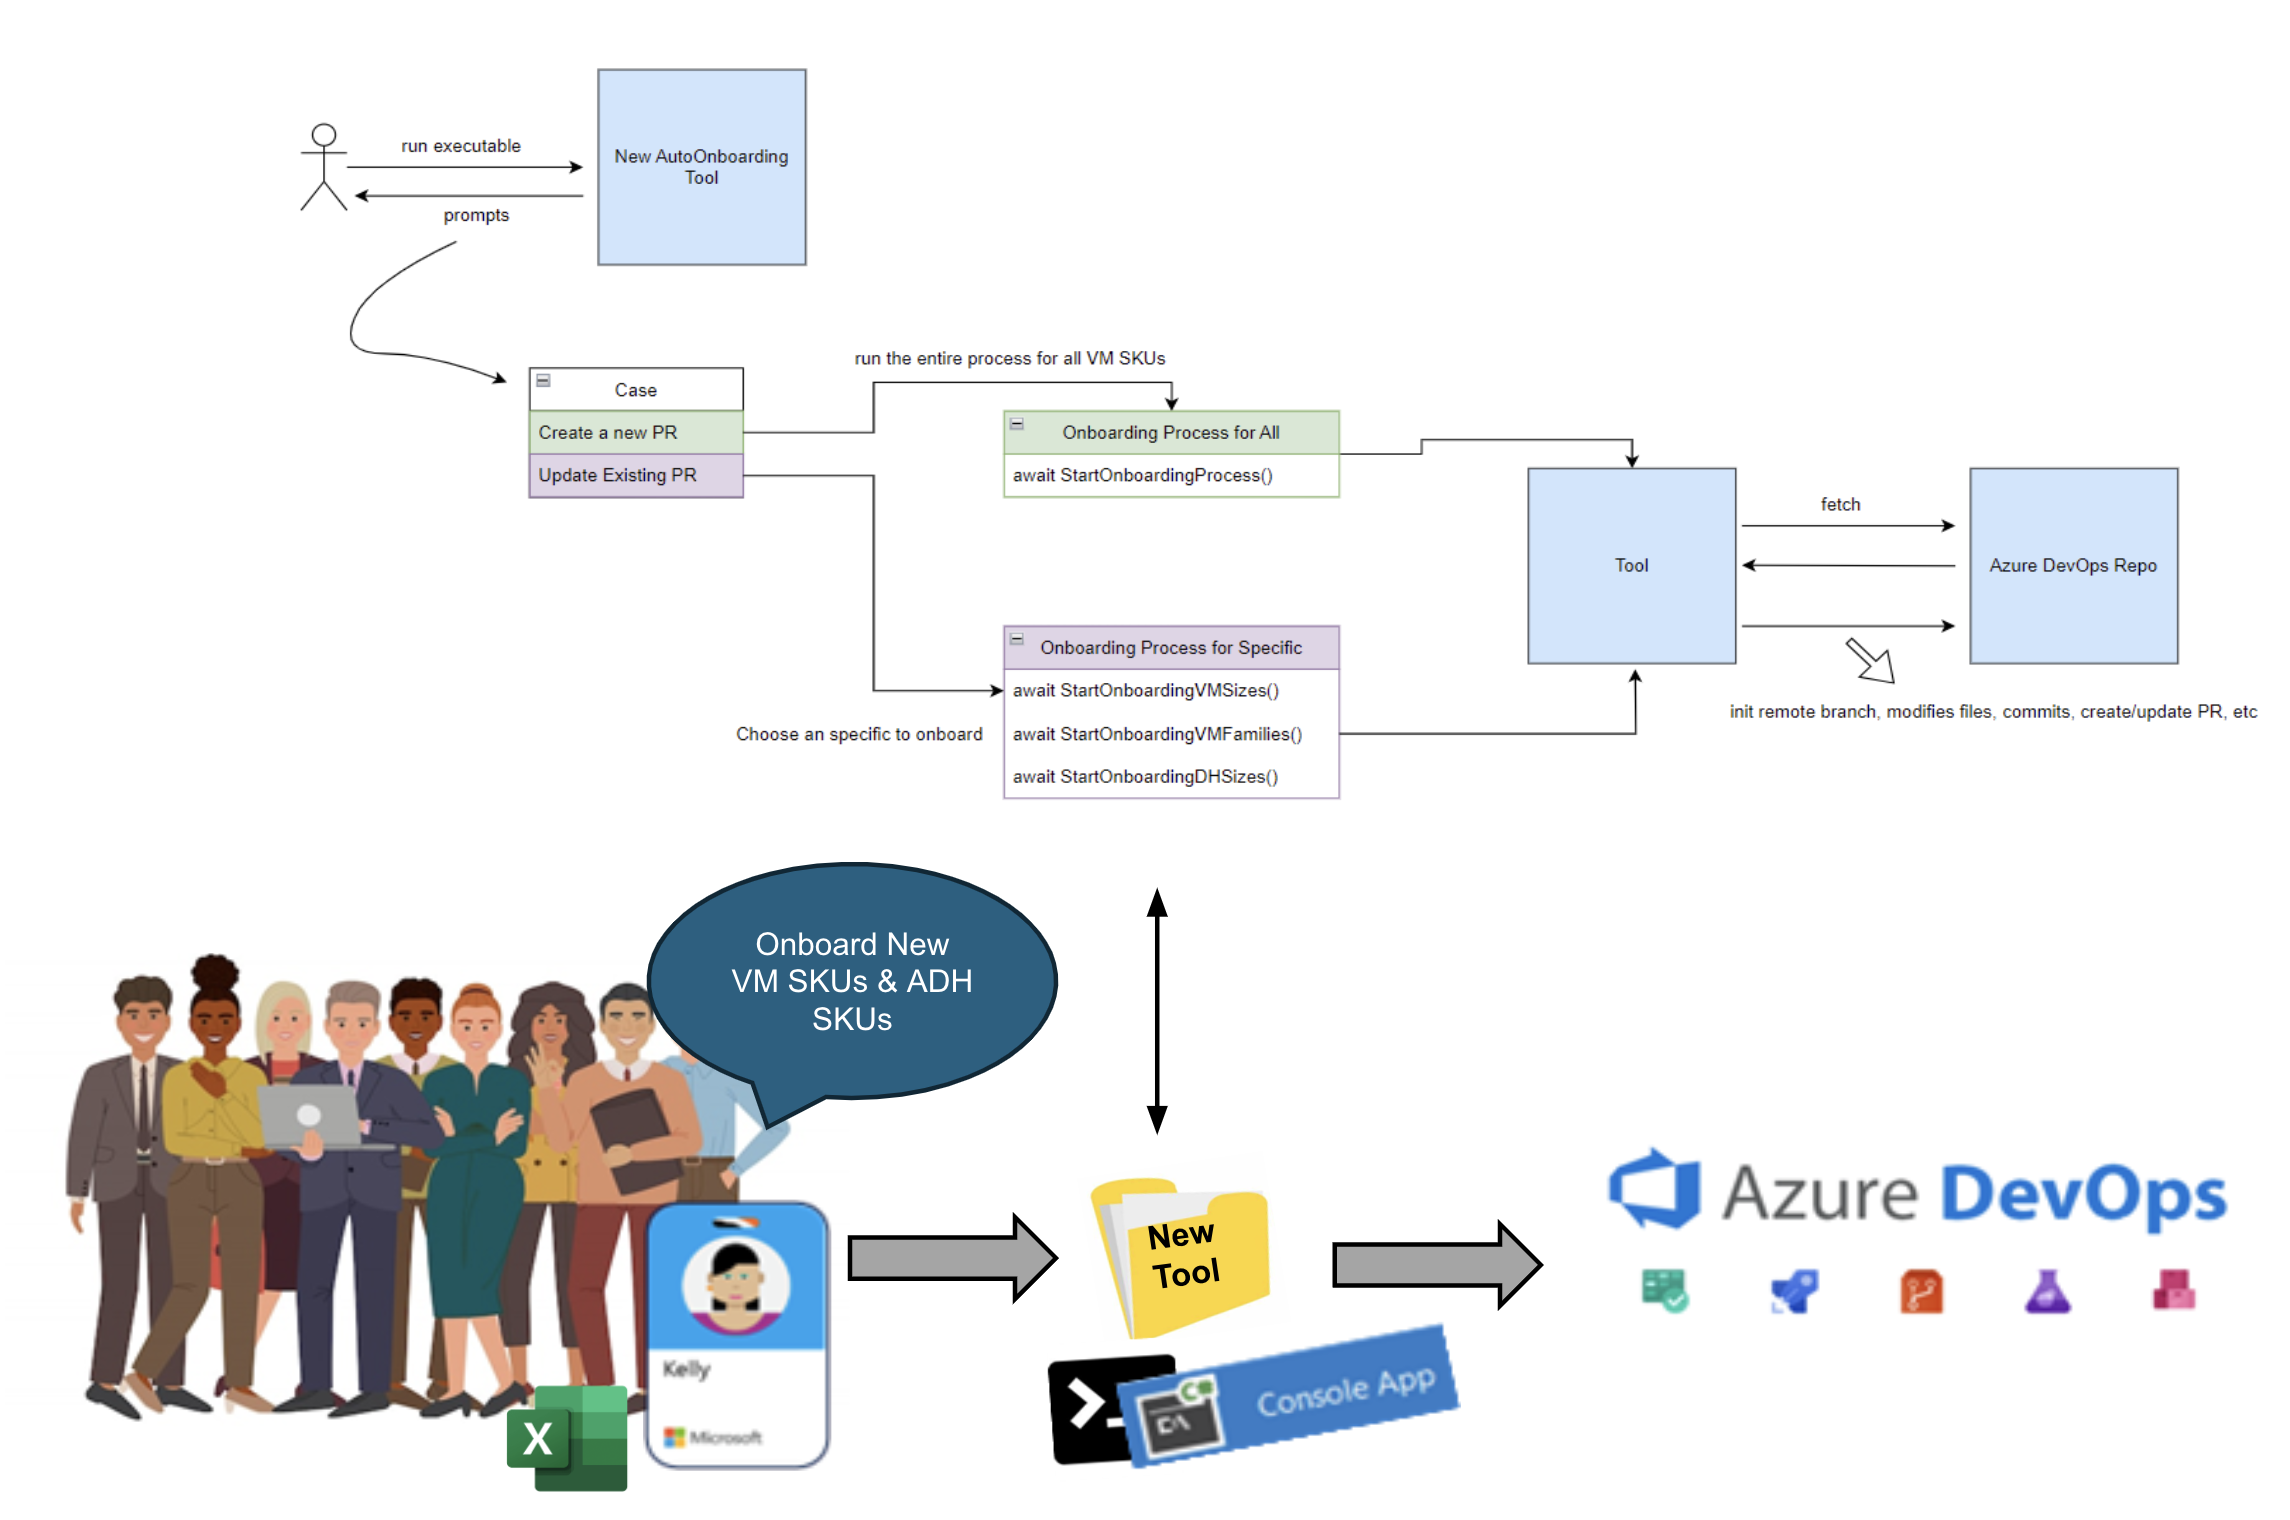 run executable
New AutoOnboarding
Tool
prompts
run the entire process for all VM SKUs
Case
Create a new PR
Update Existing PR
Onboarding Process for All
await StartOnboardingProcess()
fetch
Tool
Azure DevOps Repo
Onboarding Process for Specific
await StartOnboardingVMSizes()
Choose an specific to onboard
await StartOnboardingVMFamilies()
await StartOnboardingDHSizes()
init remote branch, modifies files, commits, create/update PR, etc
Onboard New
VM SKUs & ADH
SKUs
New
Tool
Azure DevOps
Kelly
Microsoft
X
C#
C:\
Console App